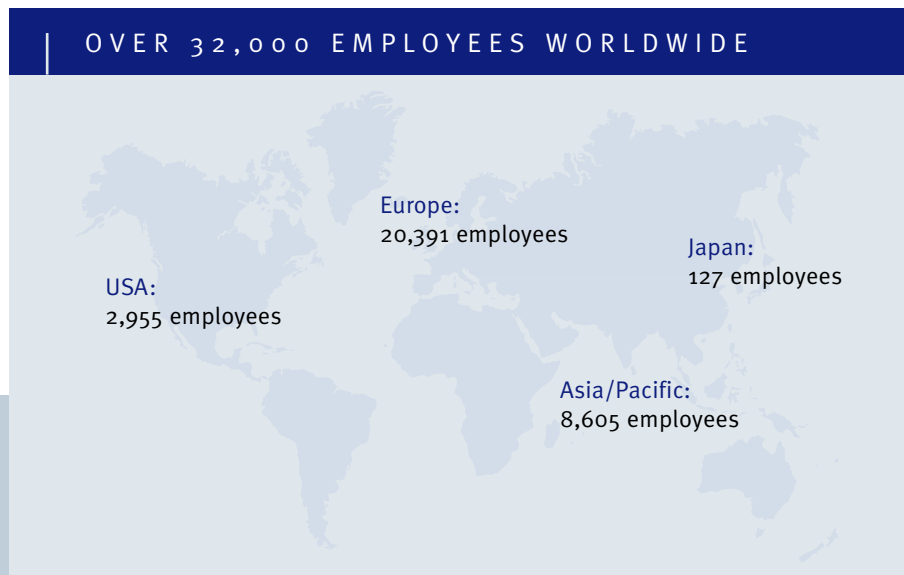 OVER 32,000 EMPLOYEES WORLDWIDE
Europe:
20,391 employees
Japan:
127 employees
USA:
2,955 employees
Asia/Pacific:
8,605 employees